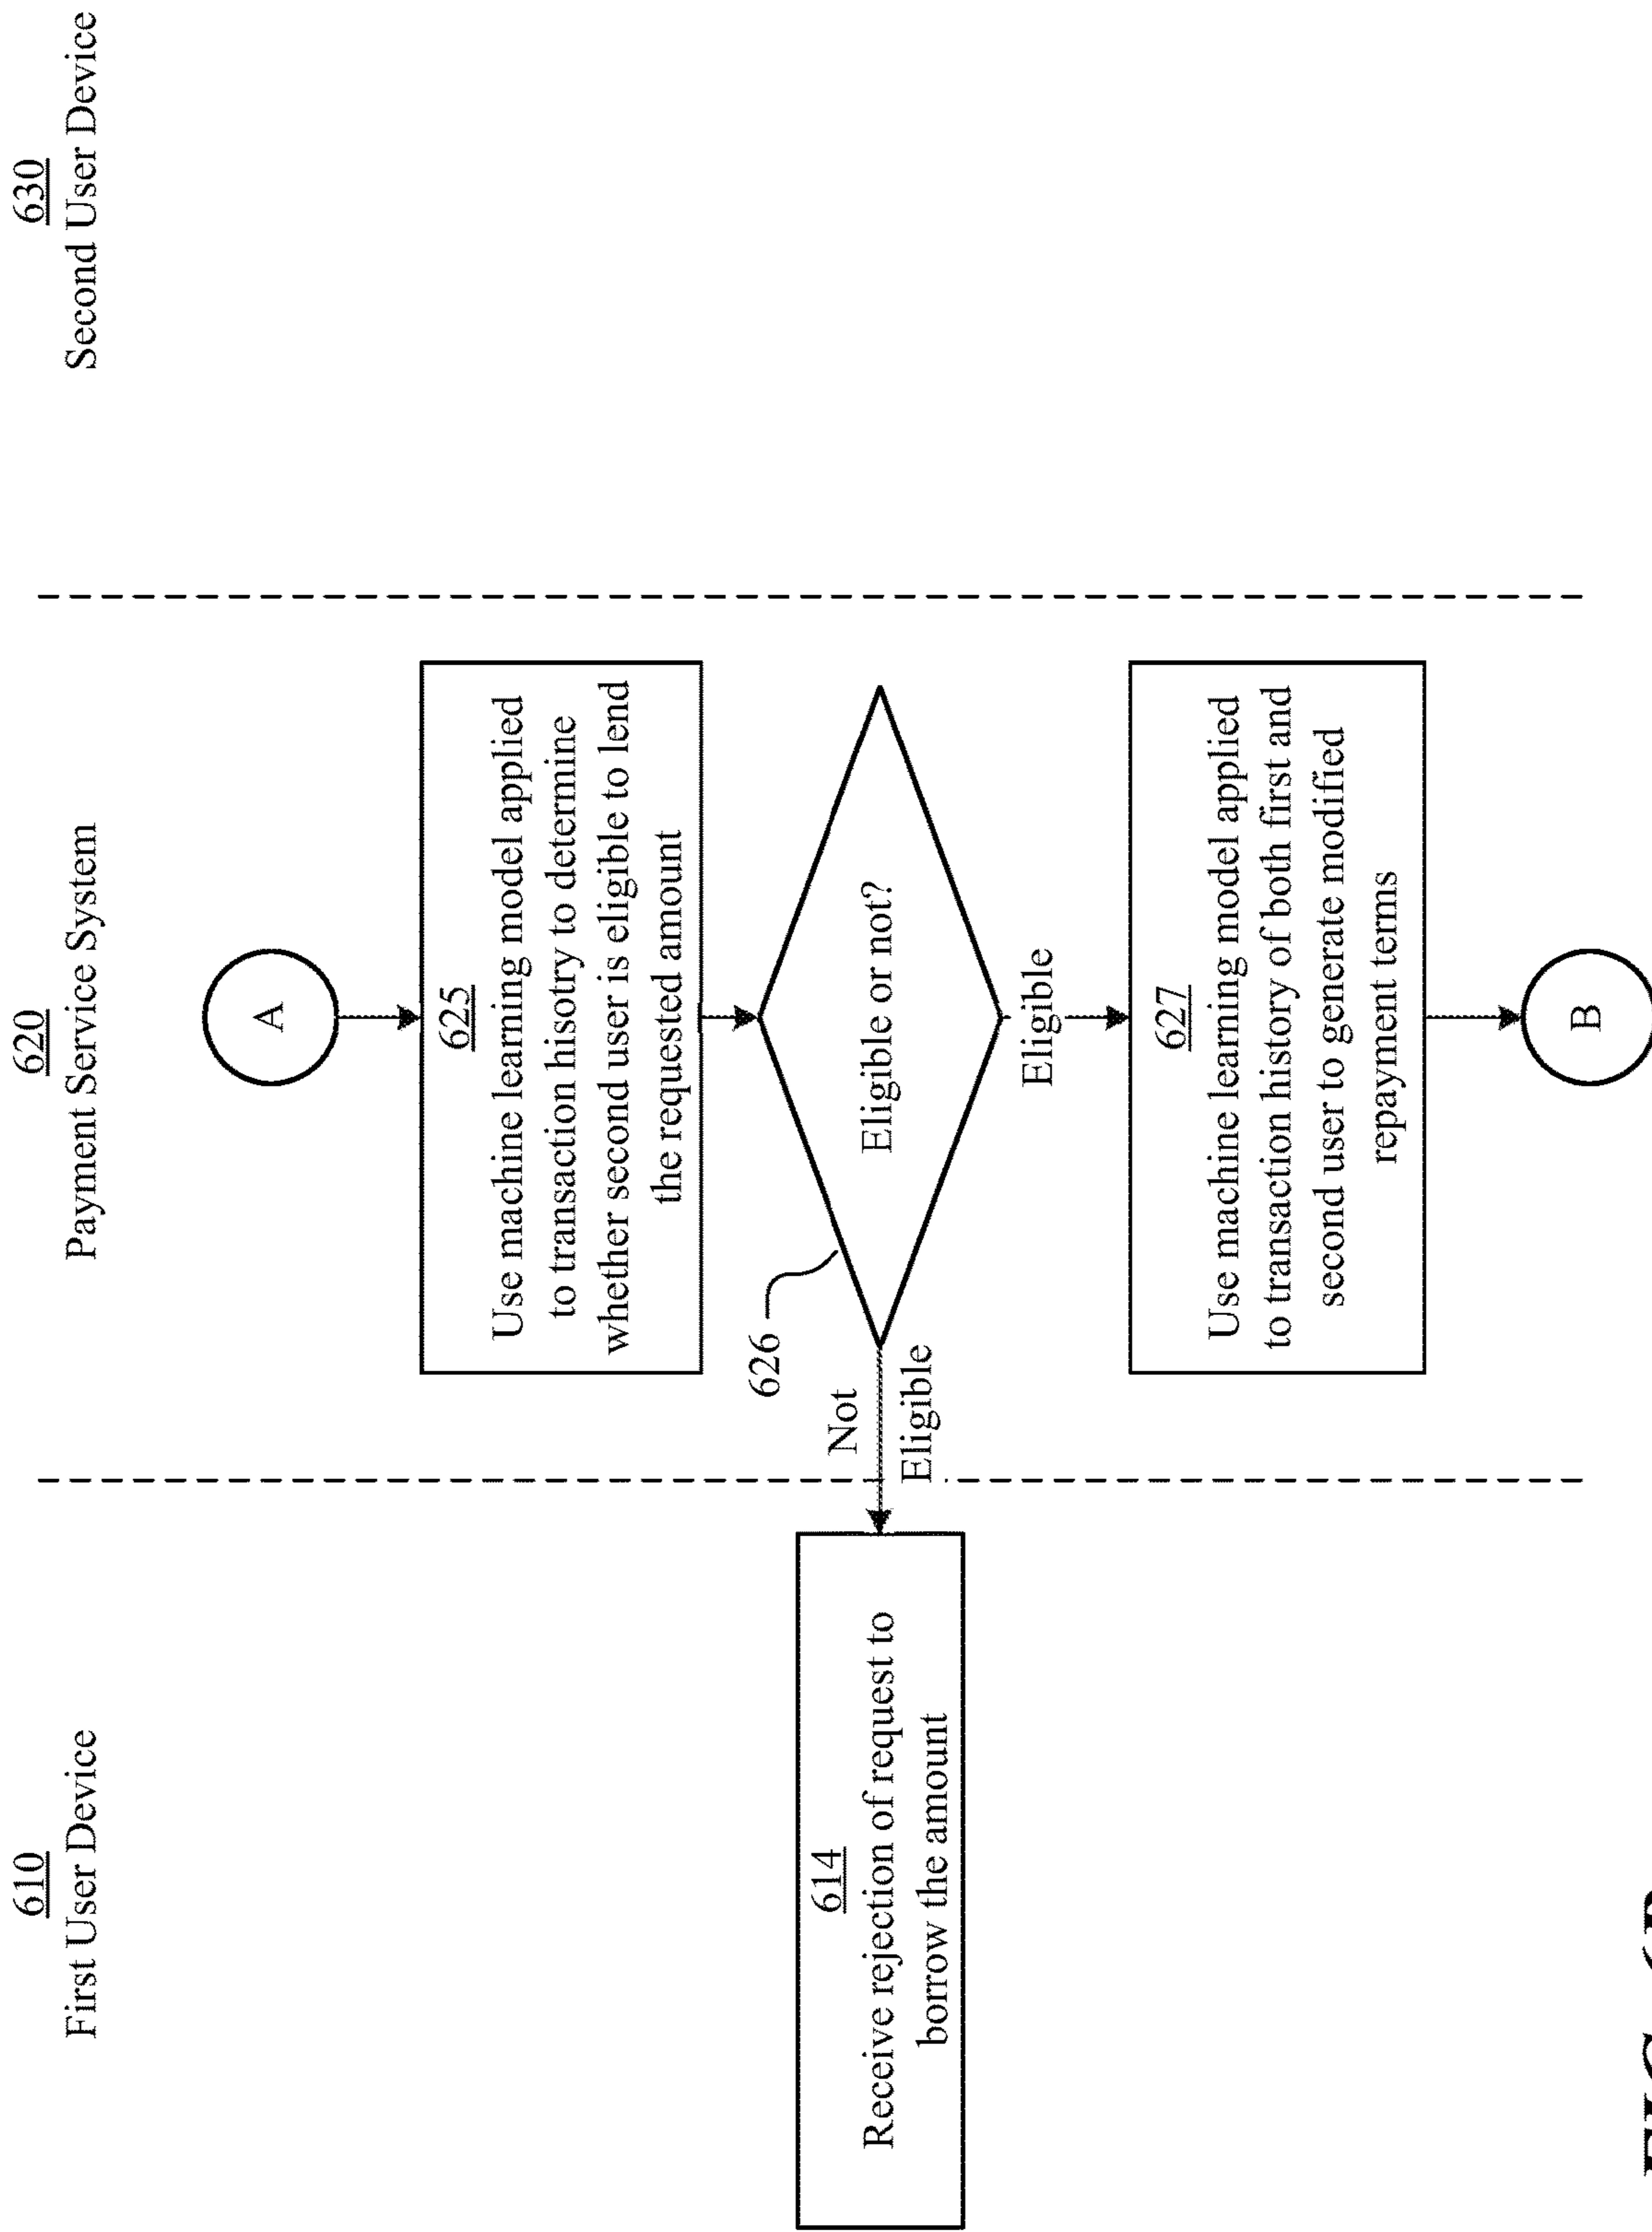 610
First User Device
620
Payment Service System
630
Second User Device
A
625
Use machine learning model applied
to transaction hisotry to determine
whether second user is eligible to lend
the requested amount
626
Eligible or not?
Not
Eligible
614
Receive rejection of request to
borrow the amount
Eligible
627
Use machine learning model applied
to transaction history of both first and
second user to generate modified
repayment terms
B